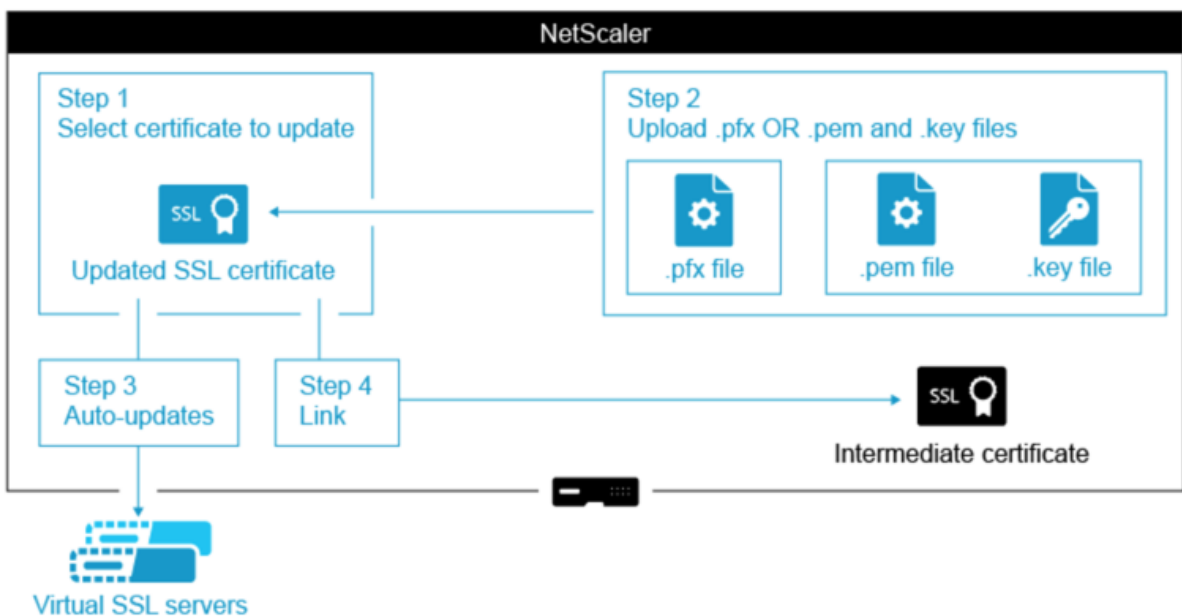 NetScaler
Step 1
Select certificate to update
SSL
Updated SSL certificate
Step 2
Upload .pfx OR .pem and .key files
.pfx file
.pem file
.key file
Step 3
Auto-updates
Step 4
Link
SSL
Intermediate certificate
Virtual SSL servers